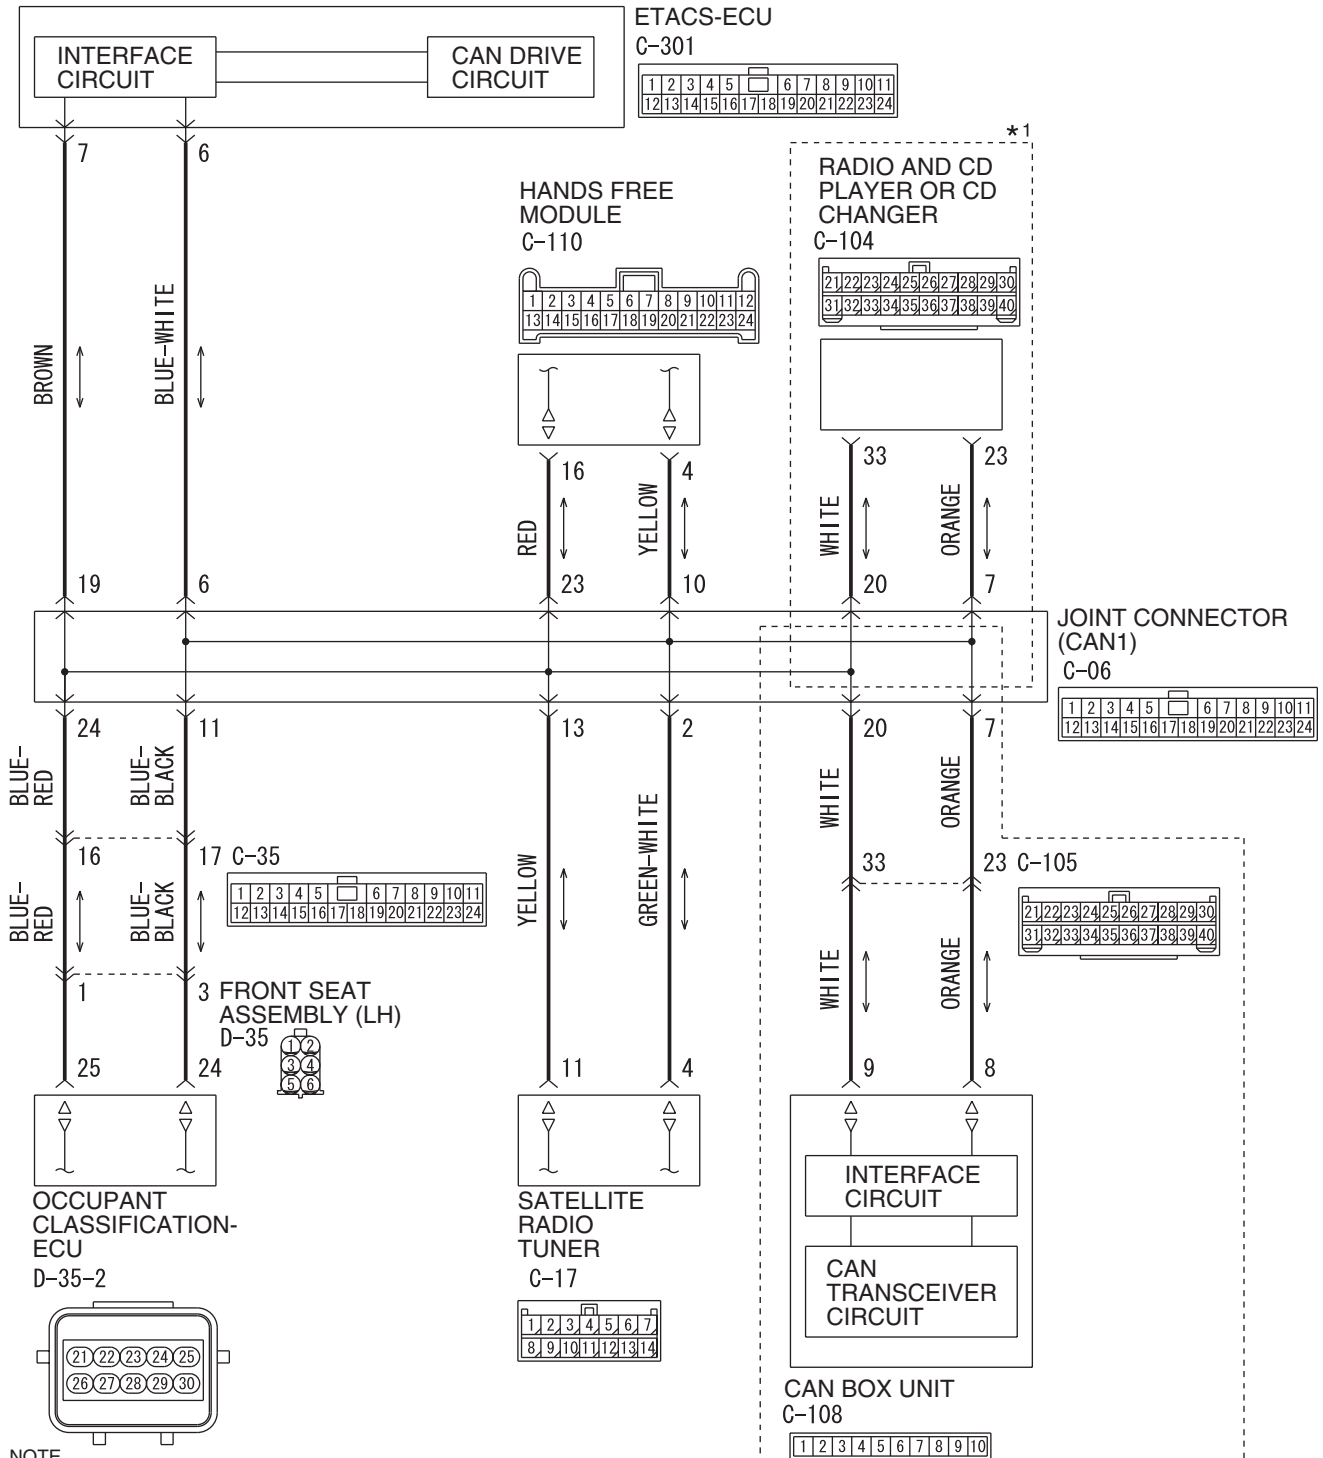 ETACS-ECU
C-301
INTERFACE
CIRCUIT
CAN DRIVE
CIRCUIT
1 2 3 4 5 6 7 8 9 10 11
12 13 14 15 16 17 18 19 20 21 22 23 24
7
6
*1
RADIO AND CD
PLAYER OR CD
CHANGER
C-104
21 22 23 24 25 26 27 28 29 30
31 32 33 34 35 36 37 38 39 40
HANDS FREE
MODULE
C-110
1 2 3 4 5 6 7 8 9 10 11 12
13 14 15 16 17 18 19 20 21 22 23 24
BROWN
BLUE-WHITE
16
4
33
23
RED
YELLOW
WHITE
ORANGE
19
6
23
10
20
7
JOINT CONNECTOR
(CAN1)
C-06
1 2 3 4 5 6 7 8 9 10 11
12 13 14 15 16 17 18 19 20 21 22 23 24
24
11
13
2
20
7
BLUE-
RED
BLUE-
BLACK
WHITE
ORANGE
16
17
C-35
1 2 3 4 5 6 7 8 9 10 11
12 13 14 15 16 17 18 19 20 21 22 23 24
YELLOW
GREEN-WHITE
33
23
C-105
21 22 23 24 25 26 27 28 29 30
31 32 33 34 35 36 37 38 39 40
BLUE-
RED
BLUE-
BLACK
WHITE
ORANGE
1
3
FRONT SEAT
ASSEMBLY (LH)
D-35
1 2
3 4
5 6
25
24
11
4
9
8
OCCUPANT
CLASSIFICATION-
ECU
D-35-2
21 22 23 24 25
26 27 28 29 30
SATELLITE
RADIO
TUNER
C-17
1 2 3 4 5 6 7
8 9 10 11 12 13 14
INTERFACE
CIRCUIT
CAN
TRANSCEIVER
CIRCUIT
CAN BOX UNIT
C-108
1 2 3 4 5 6 7 8 9 10
NOTE